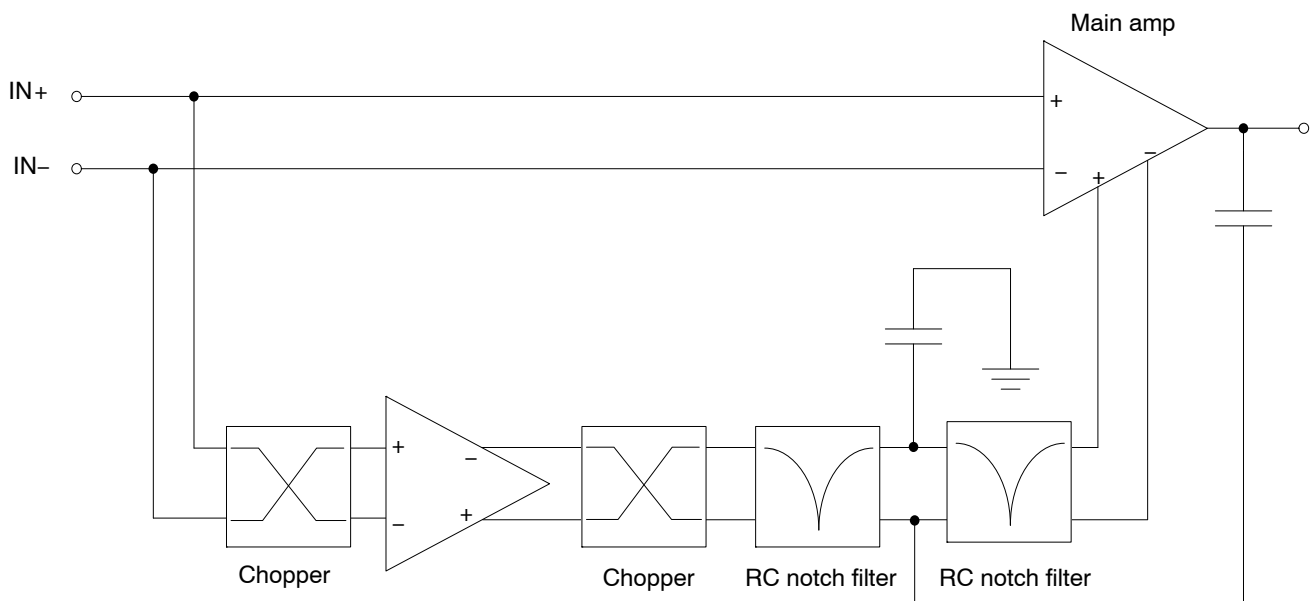 Main amp
IN+
+
IN−
−
+
−
+
−
−
+
Chopper
Chopper
RC notch filter
RC notch filter